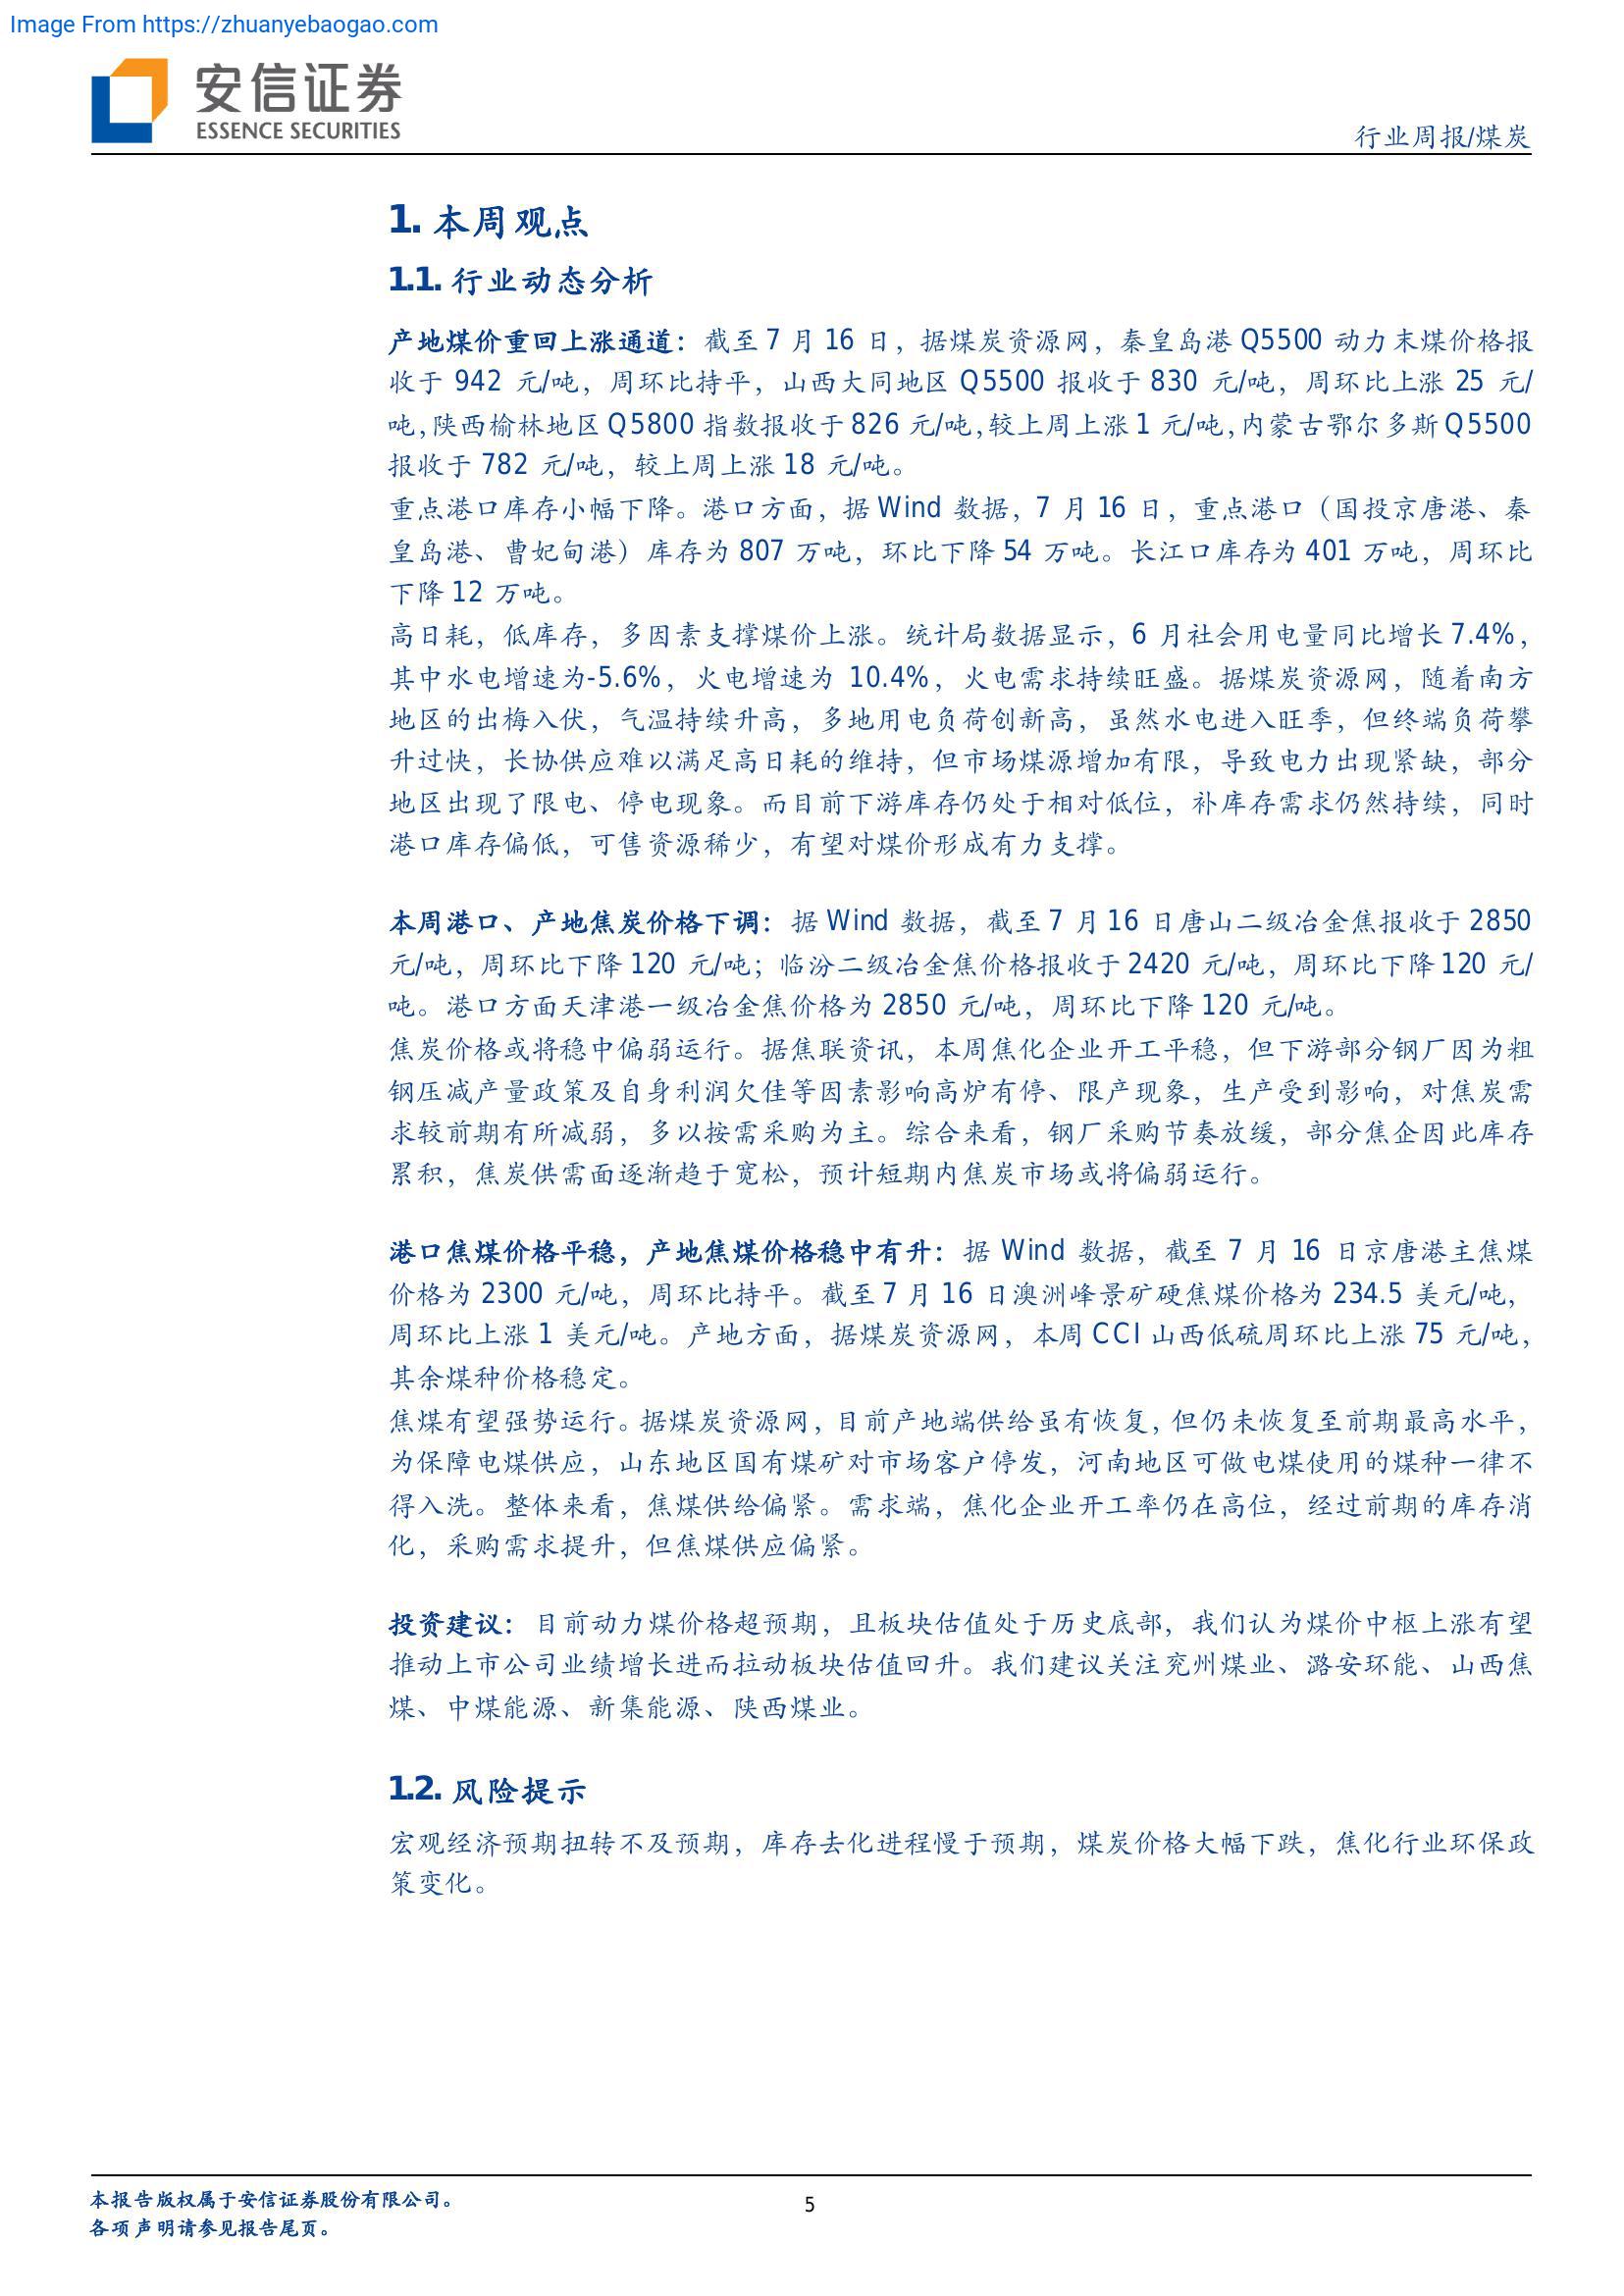 Image From https://zhuanyebaogao.com
安信证券
ESSENCE SECURITIES
行业周报/煤炭
1. 本周观点
1.1. 行业动态分析
产地煤价重回上涨通道：截至 7 月 16 日，据煤炭资源网，秦皇岛港 Q5500 动力末煤价格报
收于 942 元/吨，周环比持平，山西大同地区 Q5500 报收于 830 元/吨，周环比上涨 25 元/
吨，陕西榆林地区 Q5800 指数报收于 826 元/吨，较上周上涨 1 元/吨，内蒙古鄂尔多斯 Q5500
报收于 782 元/吨，较上周上涨 18 元/吨。
重点港口库存小幅下降。港口方面，据 Wind 数据，7 月 16 日，重点港口（国投京唐港、秦
皇岛港、曹妃甸港）库存为 807 万吨，环比下降 54 万吨。长江口库存为 401 万吨，周环比
下降 12 万吨。
高日耗，低库存，多因素支撑煤价上涨。统计局数据显示，6 月社会用电量同比增长 7.4%，
其中水电增速为-5.6%，火电增速为 10.4%，火电需求持续旺盛。据煤炭资源网，随着南方
地区的出梅入伏，气温持续升高，多地用电负荷创新高，虽然水电进入旺季，但终端负荷攀
升过快，长协供应难以满足高日耗的维持，但市场煤源增加有限，导致电力出现紧缺，部分
地区出现了限电、停电现象。而目前下游库存仍处于相对低位，补库存需求仍然持续，同时
港口库存偏低，可售资源稀少，有望对煤价形成有力支撑。
本周港口、产地焦炭价格下调：据 Wind 数据，截至 7 月 16 日唐山二级冶金焦报收于 2850
元/吨，周环比下降 120 元/吨；临汾二级冶金焦价格报收于 2420 元/吨，周环比下降 120 元/
吨。港口方面天津港一级冶金焦价格为 2850 元/吨，周环比下降 120 元/吨。
焦炭价格或将稳中偏弱运行。据焦联资讯，本周焦化企业开工平稳，但下游部分钢厂因为粗
钢压减产量政策及自身利润欠佳等因素影响高炉有停、限产现象，生产受到影响，对焦炭需
求较前期有所减弱，多以按需采购为主。综合来看，钢厂采购节奏放缓，部分焦企因此库存
累积，焦炭供需面逐渐趋于宽松，预计短期内焦炭市场或将偏弱运行。
港口焦煤价格平稳，产地焦煤价格稳中有升：据 Wind 数据，截至 7 月 16 日京唐港主焦煤
价格为 2300 元/吨，周环比持平。截至 7 月 16 日澳洲峰景矿硬焦煤价格为 234.5 美元/吨，
周环比上涨 1 美元/吨。产地方面，据煤炭资源网，本周 CCI 山西低硫周环比上涨 75 元/吨，
其余煤种价格稳定。
焦煤有望强势运行。据煤炭资源网，目前产地端供给虽有恢复，但仍未恢复至前期最高水平，
为保障电煤供应，山东地区国有煤矿对市场客户停发，河南地区可做电煤使用的煤种一律不
得入洗。整体来看，焦煤供给偏紧。需求端，焦化企业开工率仍在高位，经过前期的库存消
化，采购需求提升，但焦煤供应偏紧。
投资建议：目前动力煤价格超预期，且板块估值处于历史底部，我们认为煤价中枢上涨有望
推动上市公司业绩增长进而拉动板块估值回升。我们建议关注兖州煤业、潞安环能、山西焦
煤、中煤能源、新集能源、陕西煤业。
1.2. 风险提示
宏观经济预期扭转不及预期，库存去化进程慢于预期，煤炭价格大幅下跌，焦化行业环保政
策变化。
本报告版权属于安信证券股份有限公司。
5
各项声明请参见报告尾页。